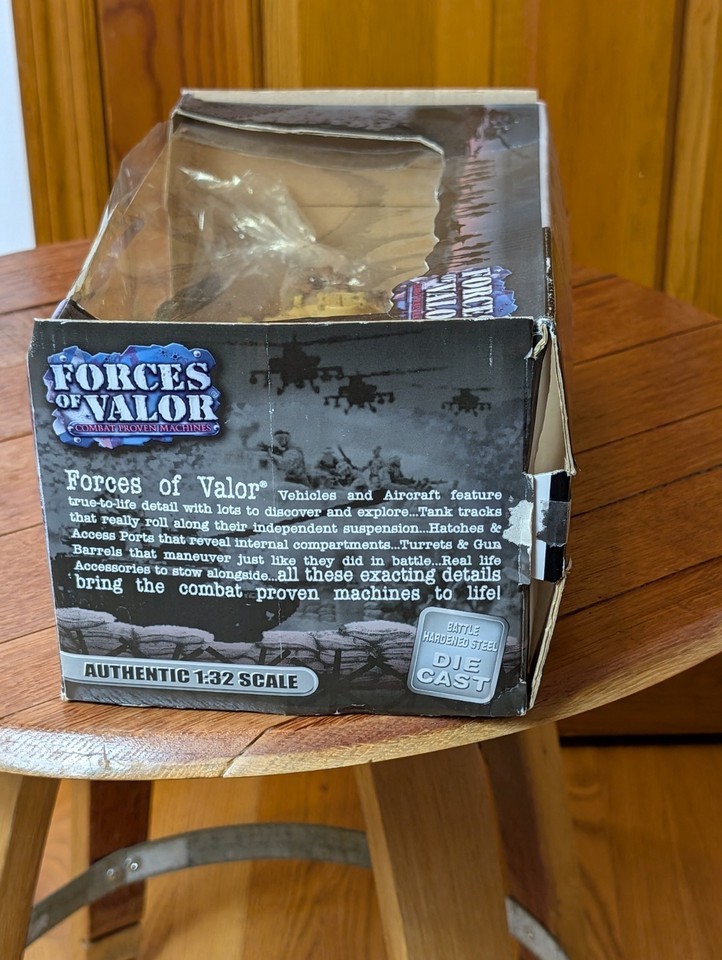 FORCES
OF VALOR
FORCES
OF VALOR
COMBAT PROVEN MACHINES
Forces of Valor® Vehicles and Aircraft feature
true-to-life detail with lots to discover and explore...Tank tracks
that really roll along their independent suspension...Hatches &
Access Ports that reveal internal compartments...Turrets & Gun
Barrels that maneuver just like they did in battle...Real life
Accessories to stow alongside...all these exacting details
bring the combat proven machines to life!
BATTLE
HARDENED STEEL
DIE
CAST
AUTHENTIC 1:32 SCALE